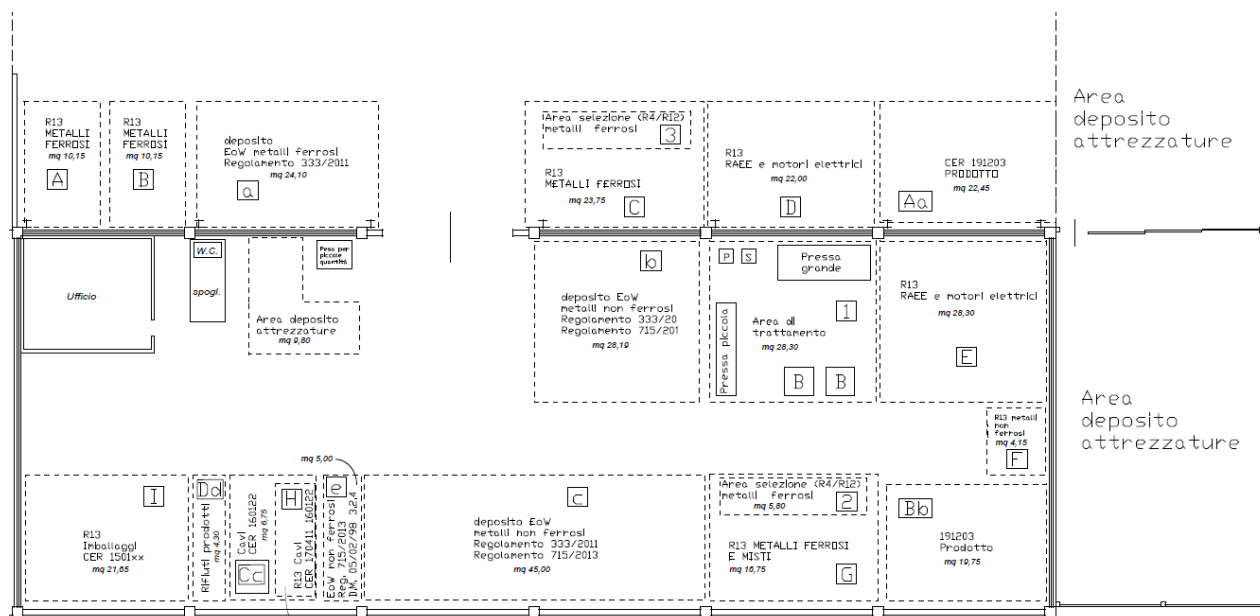 R13
METALLI
FERROSI
mq 10,15
A
R13
METALLI
FERROSI
mq 10,15
B
deposito
EoW metalli ferrosi
Regolamento 333/2011
mq 24,10
a
Area selezione (R4/R12)
metalli ferrosi
3
R13
METALLI FERROSI
mq 23,75
C
R13
RAEE e motori elettrici
mq 22,00
D
CER 191203
PRODOTTO
mq 22,45
Aa
Area
deposito
attrezzature
Ufficio
W.C.
spogl.
Peso per
piccole
quantità
Area deposito
attrezzature
mq 9,80
b
deposito EoW
metalli non ferrosi
Regolamento 333/20
Regolamento 715/201
mq 28,19
P
S
Pressa
grande
1
Area di
trattamento
mq 28,30
Pressa piccola
B
B
R13
RAEE e motori elettrici
mq 28,30
E
Area
deposito
attrezzature
R13 metalli
non
ferrosi
mq 4,15
F
I
R13
Imballaggi
CER 1501xx
mq 21,65
Dd
Rifiuti prodotti
mq 4,30
Cavi
CER 160122
mq 6,75
Cc
H
R13 Cavi
CER 170411 160122
mq 5,00
e
EoW non ferrosi
Reg. 715/2013
D.M. 05/02/98 3.2.4
c
deposito EoW
metalli non ferrosi
Regolamento 333/2011
Regolamento 715/2013
mq 45,00
Area selezione (R4/R12)
metalli ferrosi
mq 5,80
2
R13 METALLI FERROSI
E MISTI
mq 16,75
G
Bb
191203
Prodotto
mq 19,75